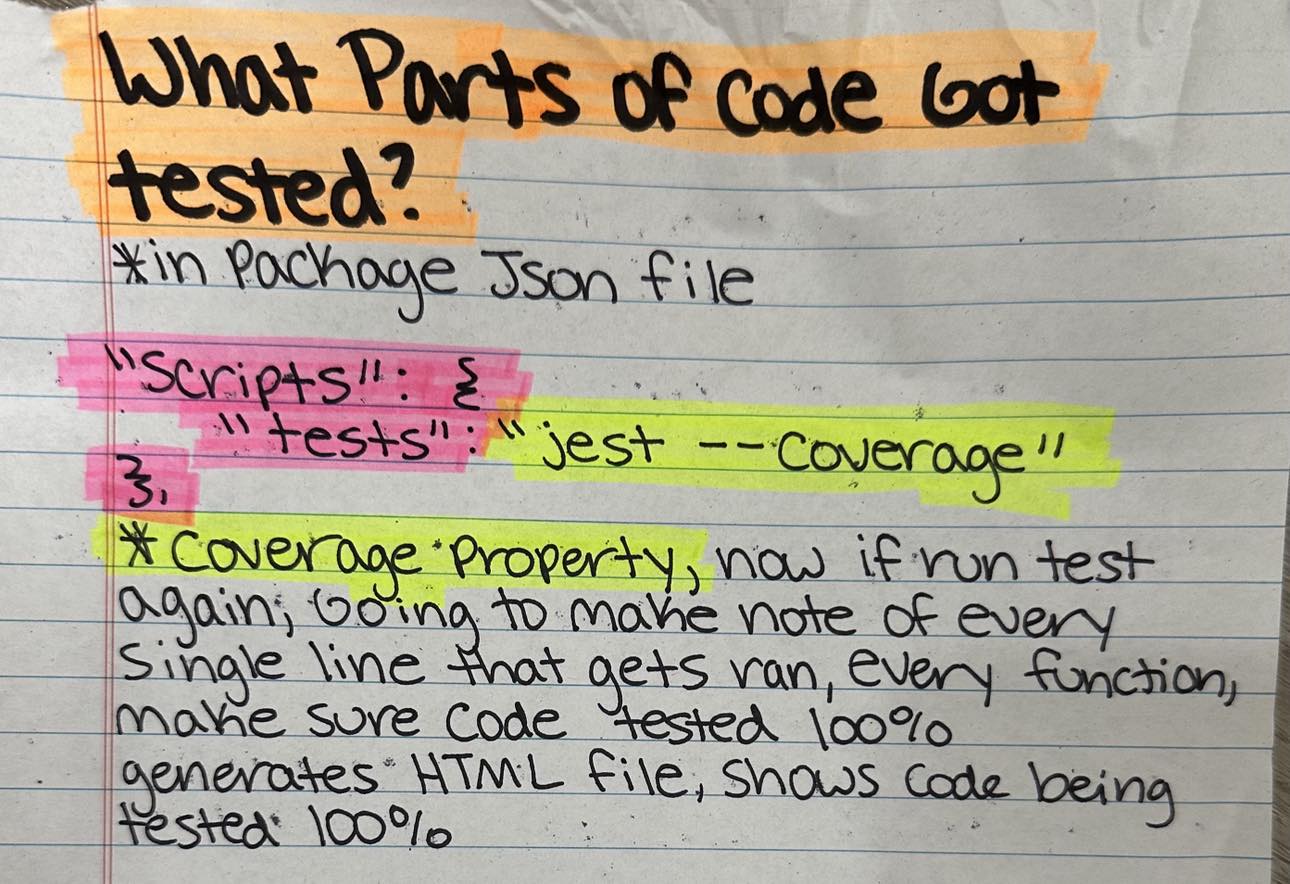 What Parts of Code Got
tested?
*in package Json file
"Scripts": {
"tests": "jest --coverage"
},
* Coverage Property, now if run test
again, Going to make note of every
Single line that gets ran, every function,
make sure code tested 100%
generates HTML file, shows code being
tested 100%